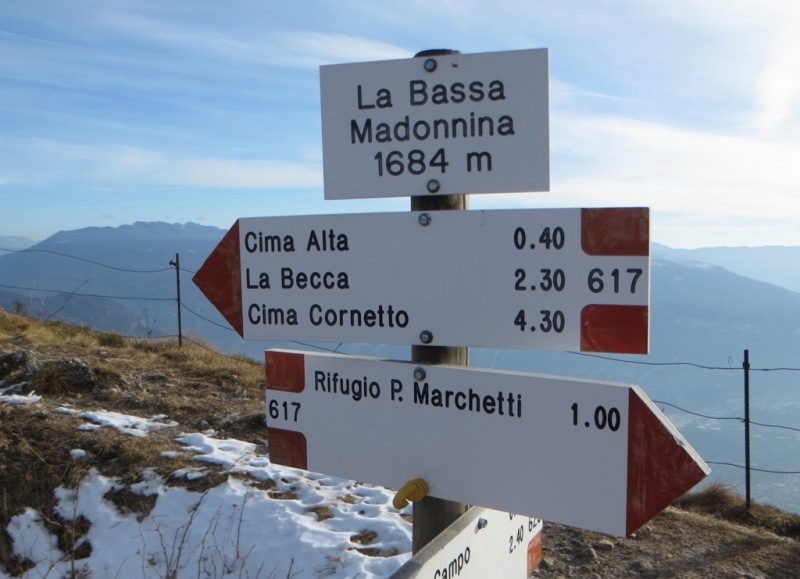 La Bassa
Madonnina
1684 m
Cima Alta 0.40
La Becca 2.30 617
Cima Cornetto 4.30
617 Rifugio P. Marchetti 1.00
Campo 2.40